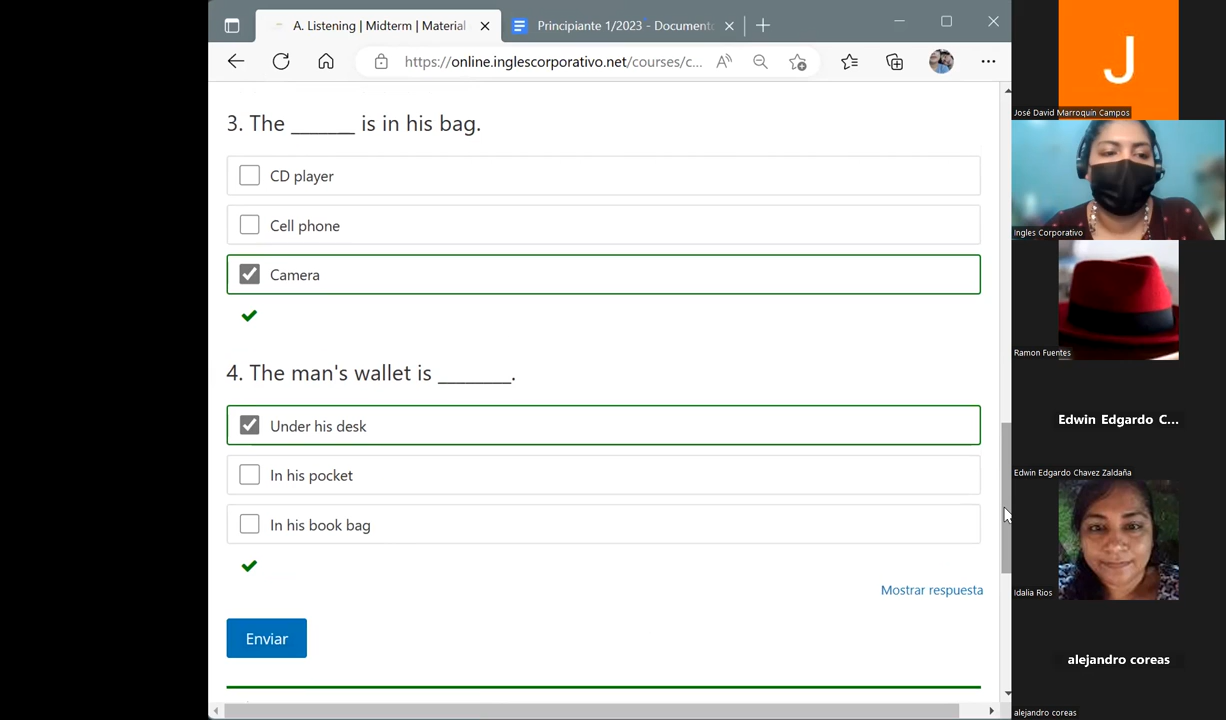 A. Listening | Midterm | Material
Principiante 1/2023 - Document
https://online.inglescorporativo.net/courses/c...
3. The _______ is in his bag.
CD player
Cell phone
Camera
4. The man's wallet is ________.
Under his desk
In his pocket
In his book bag
Mostrar respuesta
Enviar
J
José David Marroquín Campos
Ingles Corporativo
Ramon Fuentes
Edwin Edgardo C...
Edwin Edgardo Chavez Zaldaña
Idalia Rios
alejandro coreas
alejandro coreas